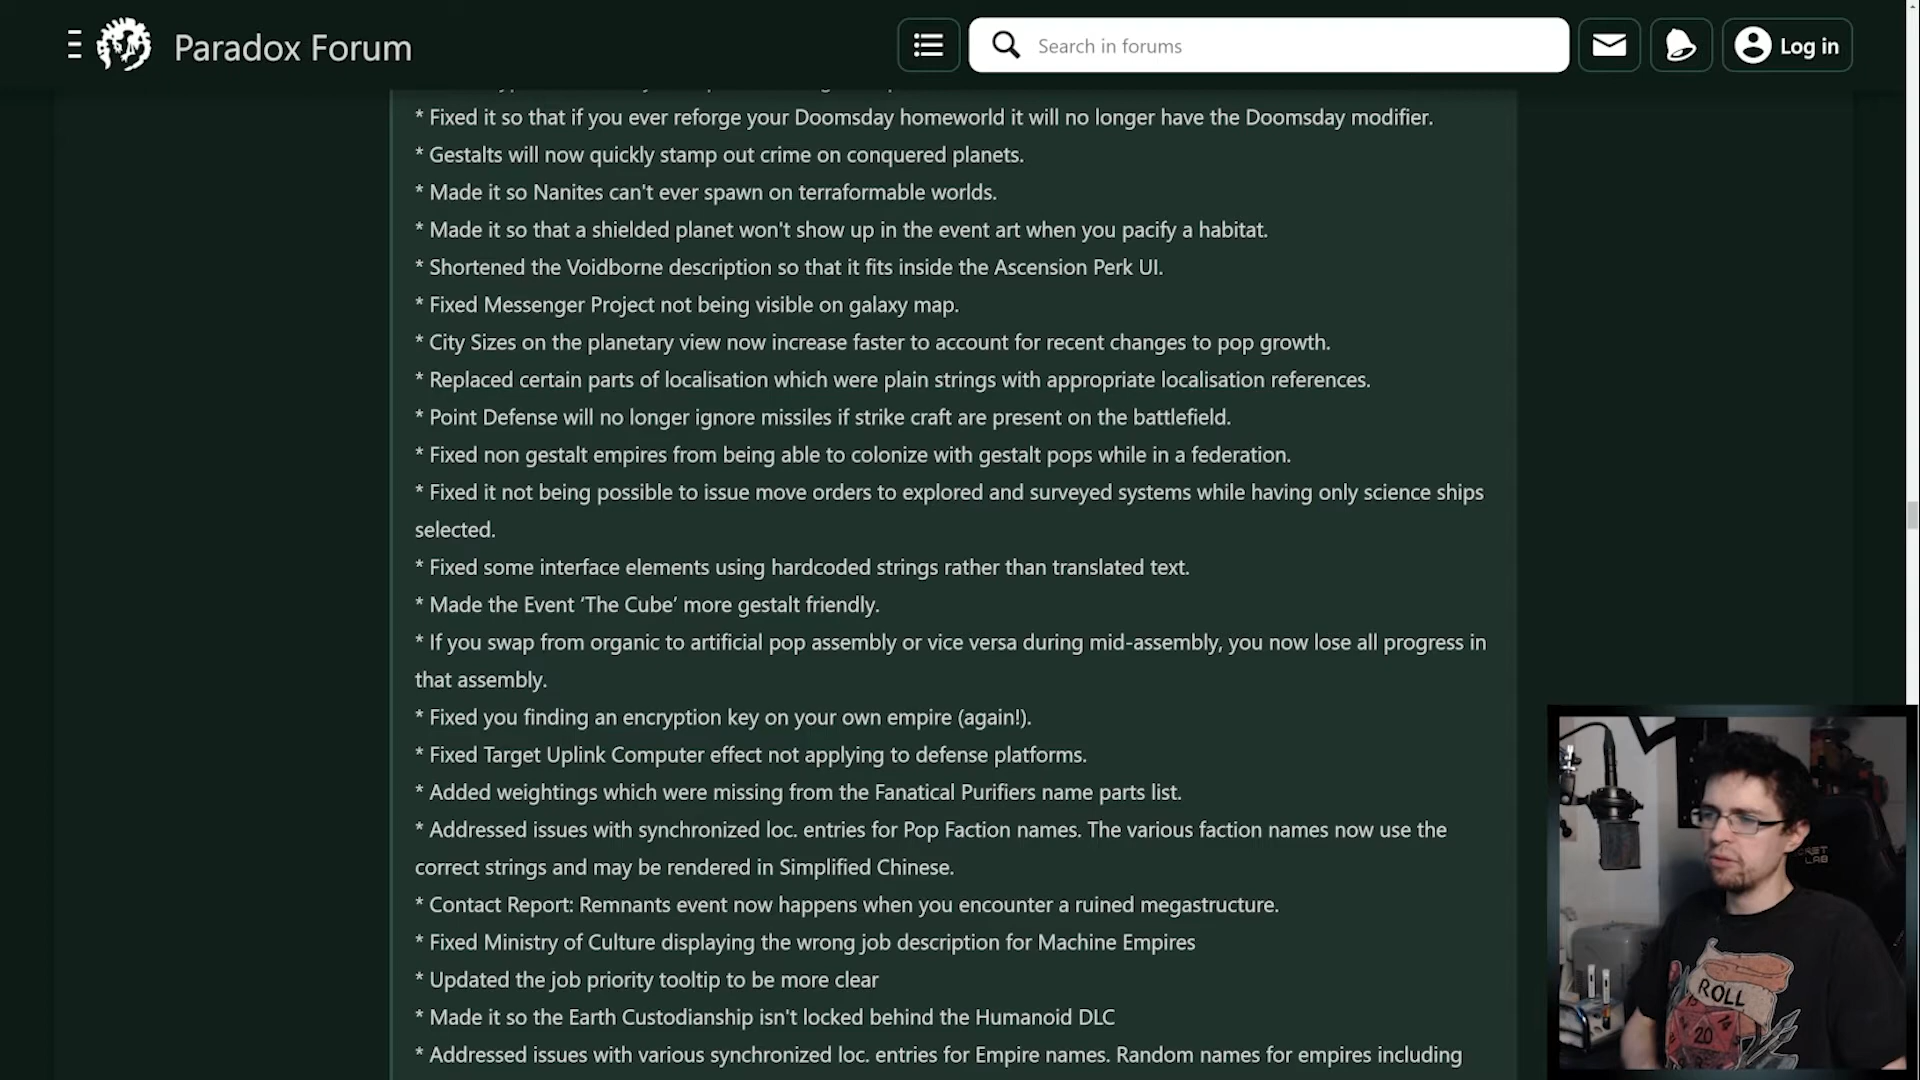 Paradox Forum
Search in forums
Log in
* Fixed it so that if you ever reforge your Doomsday homeworld it will no longer have the Doomsday modifier.
* Gestalts will now quickly stamp out crime on conquered planets.
* Made it so Nanites can't ever spawn on terraformable worlds.
* Made it so that a shielded planet won't show up in the event art when you pacify a habitat.
* Shortened the Voidborne description so that it fits inside the Ascension Perk UI.
* Fixed Messenger Project not being visible on galaxy map.
* City Sizes on the planetary view now increase faster to account for recent changes to pop growth.
* Replaced certain parts of localisation which were plain strings with appropriate localisation references.
* Point Defense will no longer ignore missiles if strike craft are present on the battlefield.
* Fixed non gestalt empires from being able to colonize with gestalt pops while in a federation.
* Fixed it not being possible to issue move orders to explored and surveyed systems while having only science ships
selected.
* Fixed some interface elements using hardcoded strings rather than translated text.
* Made the Event ‘The Cube’ more gestalt friendly.
* If you swap from organic to artificial pop assembly or vice versa during mid-assembly, you now lose all progress in
that assembly.
* Fixed you finding an encryption key on your own empire (again!).
* Fixed Target Uplink Computer effect not applying to defense platforms.
* Added weightings which were missing from the Fanatical Purifiers name parts list.
* Addressed issues with synchronized loc. entries for Pop Faction names. The various faction names now use the
correct strings and may be rendered in Simplified Chinese.
* Contact Report: Remnants event now happens when you encounter a ruined megastructure.
* Fixed Ministry of Culture displaying the wrong job description for Machine Empires
* Updated the job priority tooltip to be more clear
* Made it so the Earth Custodianship isn't locked behind the Humanoid DLC
* Addressed issues with various synchronized loc. entries for Empire names. Random names for empires including
ROLL
20